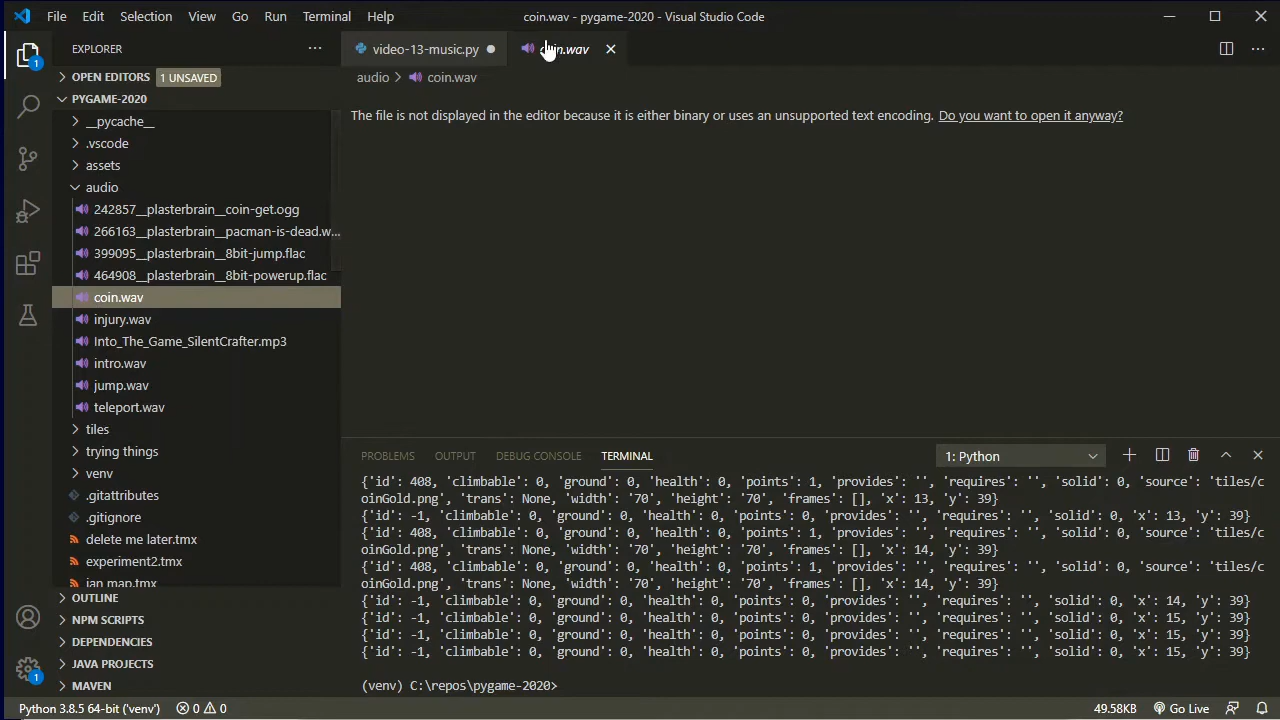 File Edit Selection View Go Run Terminal Help
coin.wav - pygame-2020 - Visual Studio Code
EXPLORER
video-13-music.py
.wav
OPEN EDITORS 1 UNSAVED
audio > coin.wav
PYGAME-2020
The file is not displayed in the editor because it is either binary or uses an unsupported text encoding. Do you want to open it anyway?
1
__pycache__
.vscode
assets
audio
242857__plasterbrain__coin-get.ogg
266163__plasterbrain__pacman-is-dead.w...
399095__plasterbrain__8bit-jump.flac
464908__plasterbrain__8bit-powerup.flac
coin.wav
injury.wav
Into_The_Game_SilentCrafter.mp3
intro.wav
jump.wav
teleport.wav
tiles
trying things
venv
.gitattributes
.gitignore
delete me later.tmx
experiment2.tmx
ian map.tmx
OUTLINE
NPM SCRIPTS
DEPENDENCIES
JAVA PROJECTS
MAVEN
1
PROBLEMS OUTPUT DEBUG CONSOLE TERMINAL
1: Python
{'id': 408, 'climbable': 0, 'ground': 0, 'health': 0, 'points': 1, 'provides': '', 'requires': '', 'solid': 0, 'source': 'tiles/c
oinGold.png', 'trans': None, 'width': '70', 'height': '70', 'frames': [], 'x': 13, 'y': 39}
{'id': -1, 'climbable': 0, 'ground': 0, 'health': 0, 'points': 0, 'provides': '', 'requires': '', 'solid': 0, 'x': 13, 'y': 39}
{'id': 408, 'climbable': 0, 'ground': 0, 'health': 0, 'points': 1, 'provides': '', 'requires': '', 'solid': 0, 'source': 'tiles/c
oinGold.png', 'trans': None, 'width': '70', 'height': '70', 'frames': [], 'x': 14, 'y': 39}
{'id': 408, 'climbable': 0, 'ground': 0, 'health': 0, 'points': 1, 'provides': '', 'requires': '', 'solid': 0, 'source': 'tiles/c
oinGold.png', 'trans': None, 'width': '70', 'height': '70', 'frames': [], 'x': 14, 'y': 39}
{'id': -1, 'climbable': 0, 'ground': 0, 'health': 0, 'points': 0, 'provides': '', 'requires': '', 'solid': 0, 'x': 14, 'y': 39}
{'id': -1, 'climbable': 0, 'ground': 0, 'health': 0, 'points': 0, 'provides': '', 'requires': '', 'solid': 0, 'x': 15, 'y': 39}
{'id': -1, 'climbable': 0, 'ground': 0, 'health': 0, 'points': 0, 'provides': '', 'requires': '', 'solid': 0, 'x': 15, 'y': 39}
{'id': -1, 'climbable': 0, 'ground': 0, 'health': 0, 'points': 0, 'provides': '', 'requires': '', 'solid': 0, 'x': 15, 'y': 39}
(venv) C:\repos\pygame-2020>
Python 3.8.5 64-bit ('venv') 0 0
49.58KB Go Live